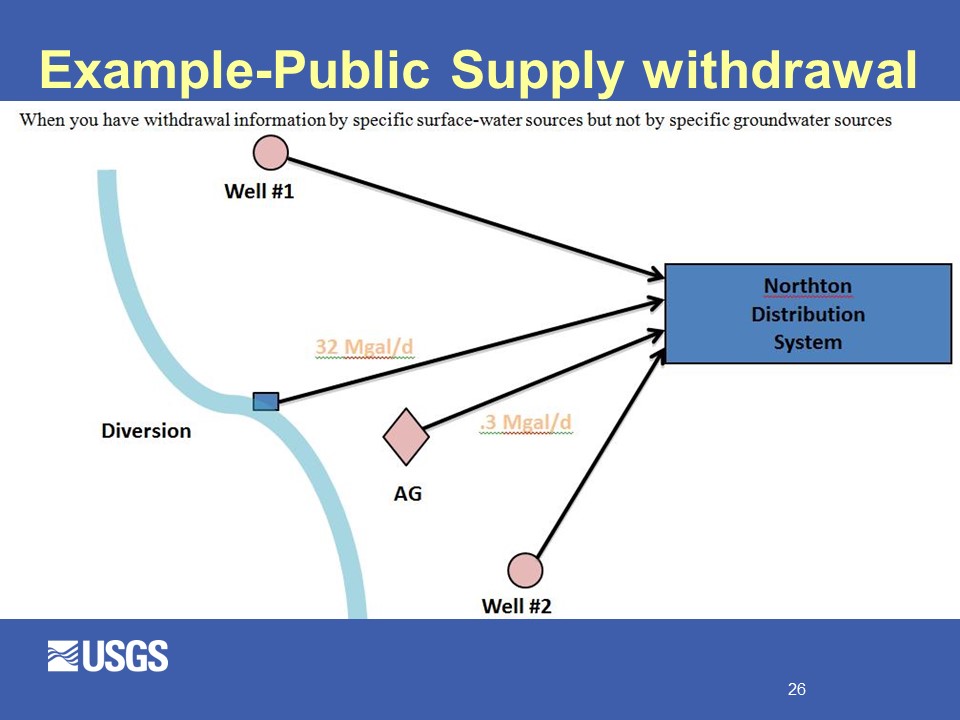 Example-Public Supply withdrawal
When you have withdrawal information by specific surface-water sources but not by specific groundwater sources
Well #1
Northton
Distribution
System
32 Mgal/d
Diversion
.3 Mgal/d
AG
Well #2
USGS
26